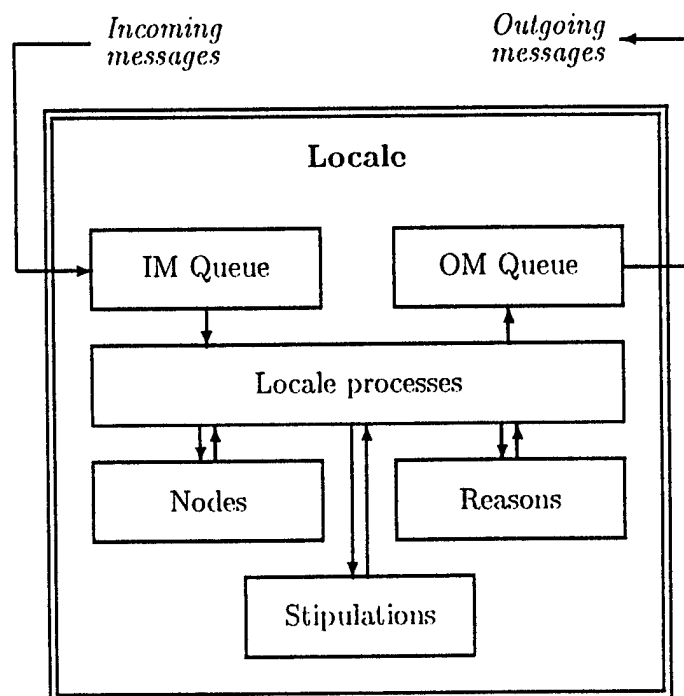 Incoming
messages
Outgoing
messages
Locale
IM Queue
OM Queue
Locale processes
Nodes
Reasons
Stipulations